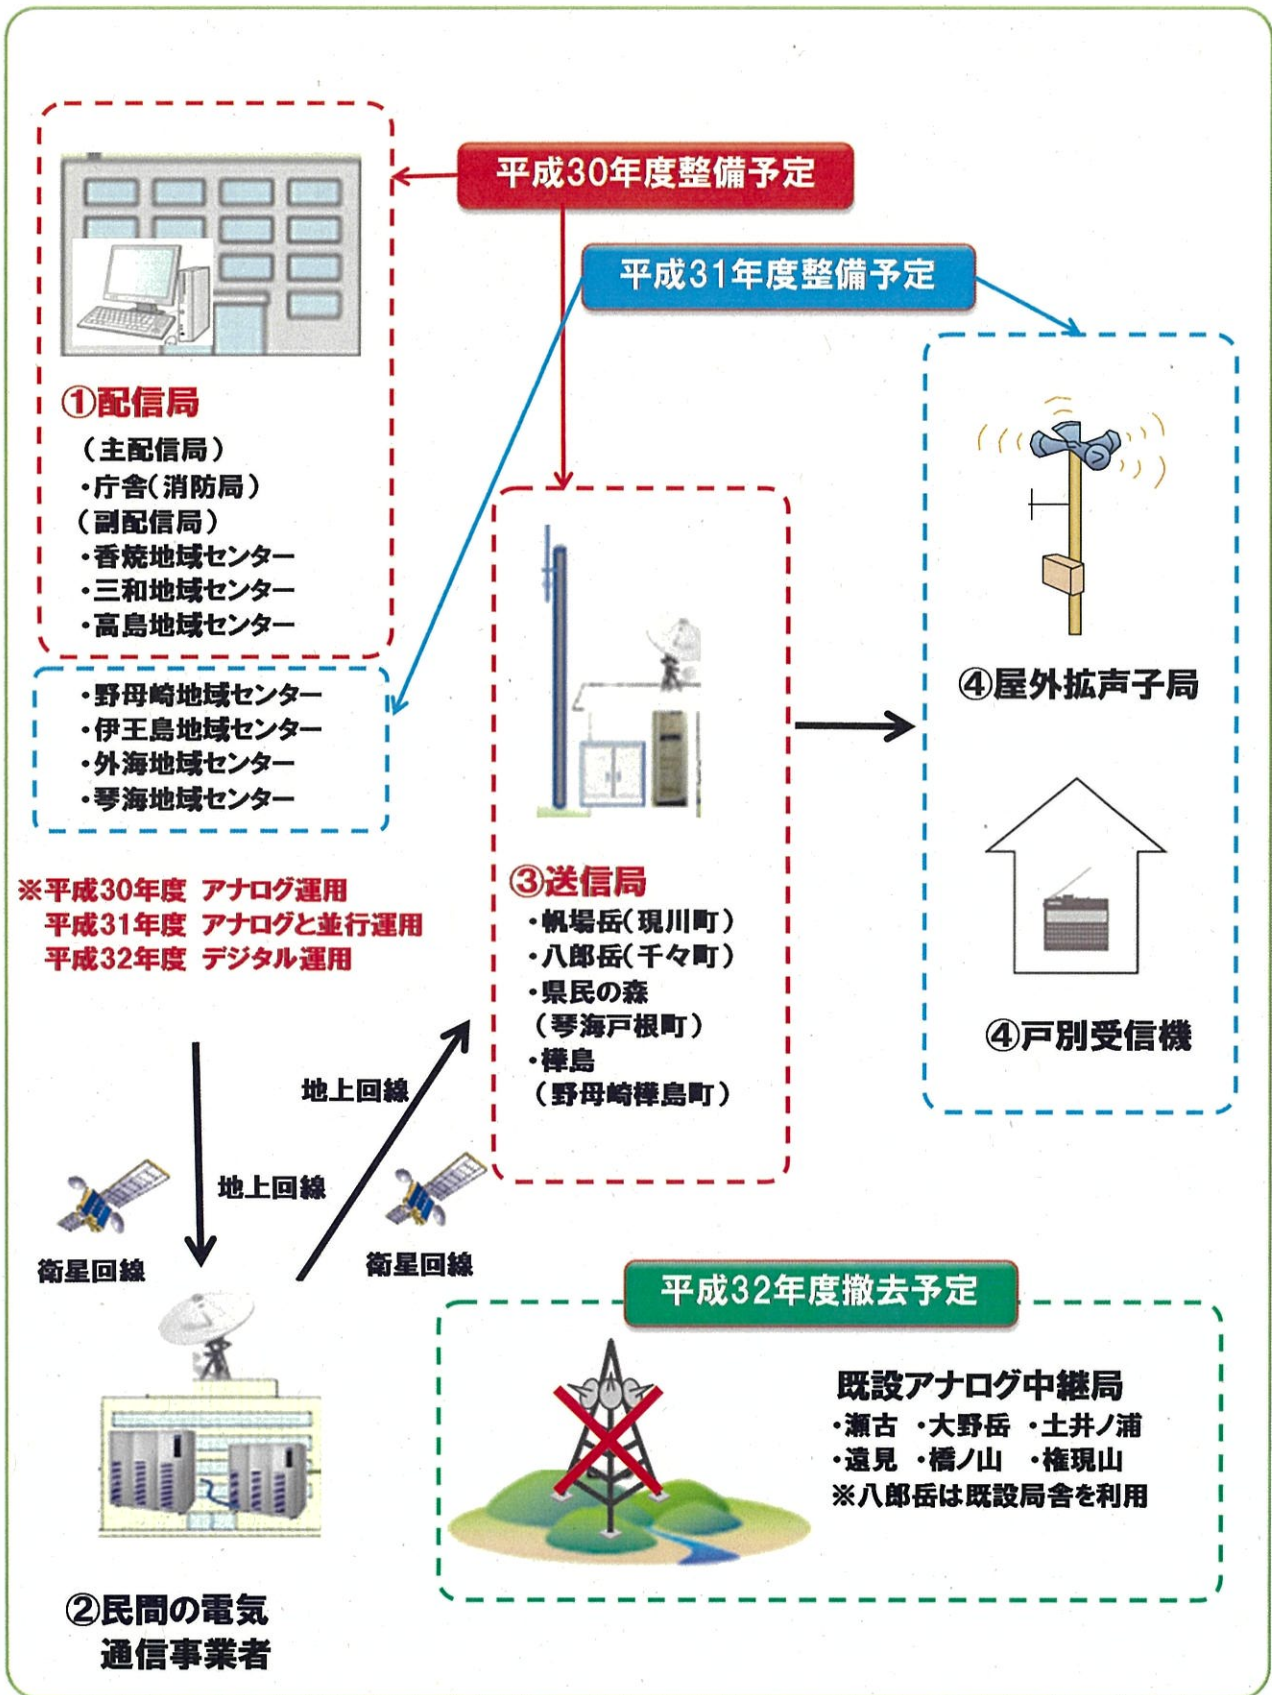 平成30年度整備予定
平成31年度整備予定
①配信局
（主配信局）
・庁舎（消防局）
（副配信局）
・香焼地域センター
・三和地域センター
・高島地域センター
・野母崎地域センター
・伊王島地域センター
・外海地域センター
・琴海地域センター
※平成30年度 アナログ運用
平成31年度 アナログと並行運用
平成32年度 デジタル運用
③送信局
・帆場岳（現川町）
・八郎岳（千々町）
・県民の森
（琴海戸根町）
・樺島
（野母崎樺島町）
④屋外拡声子局
④戸別受信機
地上回線
地上回線
衛星回線
衛星回線
②民間の電気
通信事業者
平成32年度撤去予定
既設アナログ中継局
・瀬古 ・大野岳 ・土井ノ浦
・遠見 ・橋ノ山 ・権現山
※八郎岳は既設局舎を利用